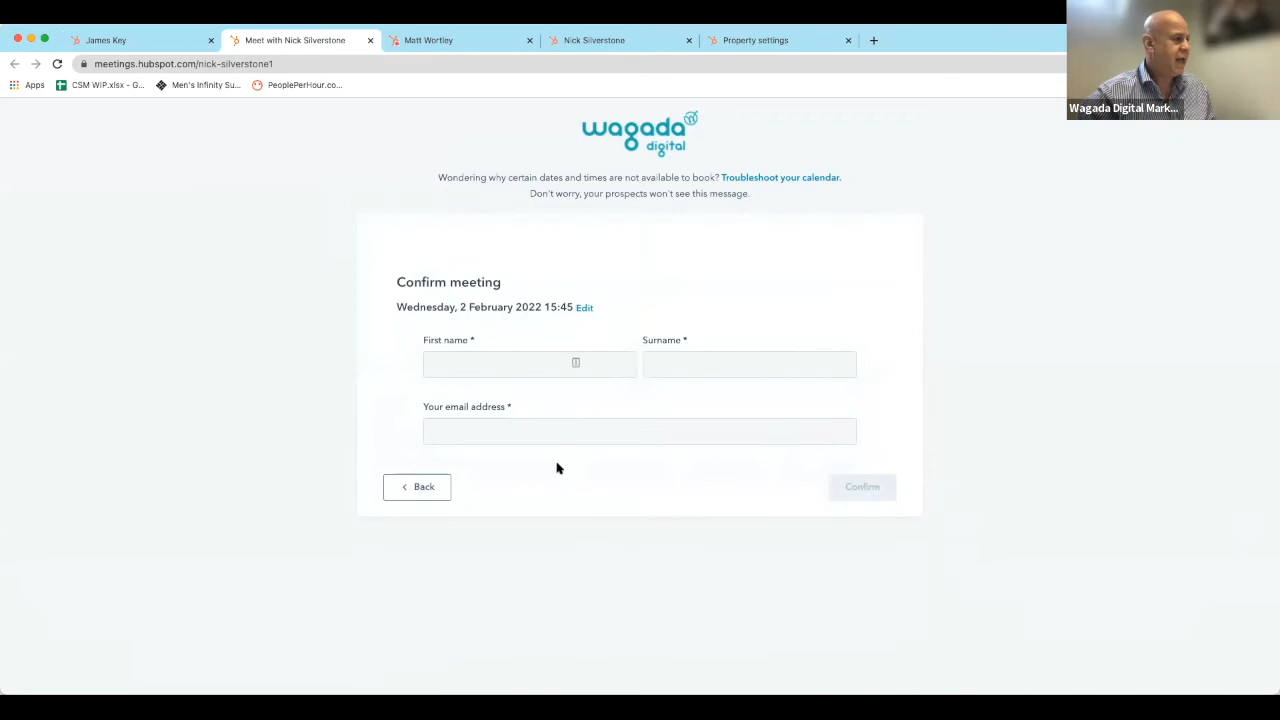 James Key
Meet with Nick Silverstone
Matt Wortley
Nick Silverstone
Property settings
meetings.hubspot.com/nick-silverstone1
Apps
CSM WIP.xlsx - G...
Men's Infinity Su...
PeoplePerHour.co...
Wagada Digital Mark...
wagada
digital
Wondering why certain dates and times are not available to book? Troubleshoot your calendar.
Don't worry, your prospects won't see this message.
Confirm meeting
Wednesday, 2 February 2022 15:45 Edit
First name *
Surname *
Your email address *
Back
Confirm